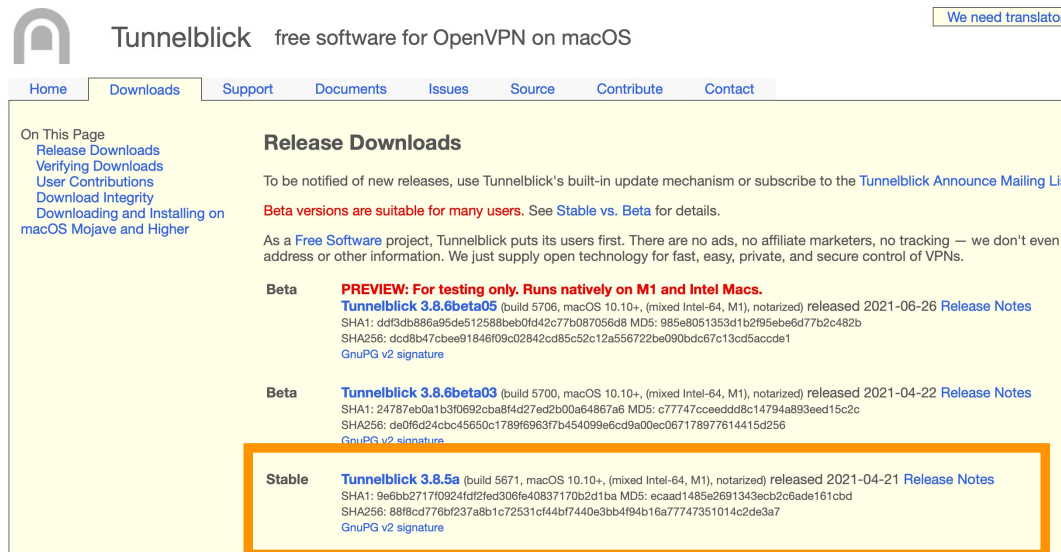 We need translator
Tunnelblick free software for OpenVPN on macOS
Home Downloads Support Documents Issues Source Contribute Contact
On This Page
Release Downloads
Verifying Downloads
User Contributions
Download Integrity
Downloading and Installing on
macOS Mojave and Higher
Release Downloads
To be notified of new releases, use Tunnelblick's built-in update mechanism or subscribe to the Tunnelblick Announce Mailing Lis
Beta versions are suitable for many users. See Stable vs. Beta for details.
As a Free Software project, Tunnelblick puts its users first. There are no ads, no affiliate marketers, no tracking — we don't even
address or other information. We just supply open technology for fast, easy, private, and secure control of VPNs.
Beta PREVIEW: For testing only. Runs natively on M1 and Intel Macs.
Tunnelblick 3.8.6beta05 (build 5706, macOS 10.10+, (mixed Intel-64, M1), notarized) released 2021-06-26 Release Notes
SHA1: ddf3db886a95de512588beb0fd42c77b087056d8 MD5: 985e8051353d1b2f95ebe6d77b2c482b
SHA256: dcd8b47cbee91846f09c02842cd85c52c12a556722be090bdc67c13cd5accde1
GnuPG v2 signature
Beta Tunnelblick 3.8.6beta03 (build 5700, macOS 10.10+, (mixed Intel-64, M1), notarized) released 2021-04-22 Release Notes
SHA1: 24787eb0a1b3f0692cba8f4d27ed2b00a64867a6 MD5: c77747cceeddd8c14794a893eed15c2c
SHA256: de0f6d24cbc45650c1789f6963f7b454099e6cd9a00ec067178977614415d256
GnuPG v2 signature
Stable Tunnelblick 3.8.5a (build 5671, macOS 10.10+, (mixed Intel-64, M1), notarized) released 2021-04-21 Release Notes
SHA1: 9e6bb2717f0924fdf2fed306fe40837170b2d1ba MD5: ecaad1485e2691343ecb2c6ade161cbd
SHA256: 88f8cd776bf237a8b1c72531cf44bf7440e3bb4f94b16a77747351014c2de3a7
GnuPG v2 signature